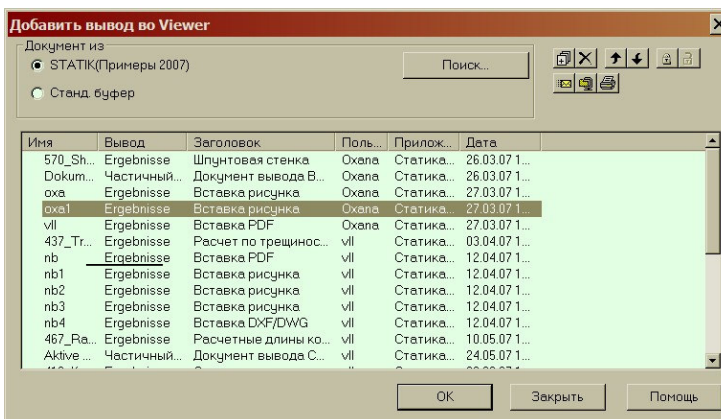 Добавить вывод во Viewer
Документ из
STATIK(Примеры 2007)
Поиск...
Станд. буфер
Имя Вывод Заголовок Поль... Прилож... Дата
570_Sh... Ergebnisse Шпунтовая стенка Oxana Статика... 26.03.07 1...
Dokum... Частичный... Документ вывода B... Oxana Статика... 26.03.07 1...
oxa Ergebnisse Вставка рисунка Oxana Статика... 27.03.07 1...
oxa1 Ergebnisse Вставка рисунка Oxana Статика... 27.03.07 1...
vll Ergebnisse Вставка PDF Oxana Статика... 27.03.07 1...
437_Tr... Ergebnisse Расчет по трещинос... vll Статика... 03.04.07 1...
nb Ergebnisse Вставка PDF vll Статика... 12.04.07 1...
nb1 Ergebnisse Вставка рисунка vll Статика... 12.04.07 1...
nb2 Ergebnisse Вставка рисунка vll Статика... 12.04.07 1...
nb3 Ergebnisse Вставка рисунка vll Статика... 12.04.07 1...
nb4 Ergebnisse Вставка DXF/DWG vll Статика... 12.04.07 1...
467_Ra... Ergebnisse Расчетные длины ко... vll Статика... 10.05.07 1...
Aktive ... Частичный... Документ вывода C... vll Статика... 24.05.07 1...
OK Закрыть Помощь